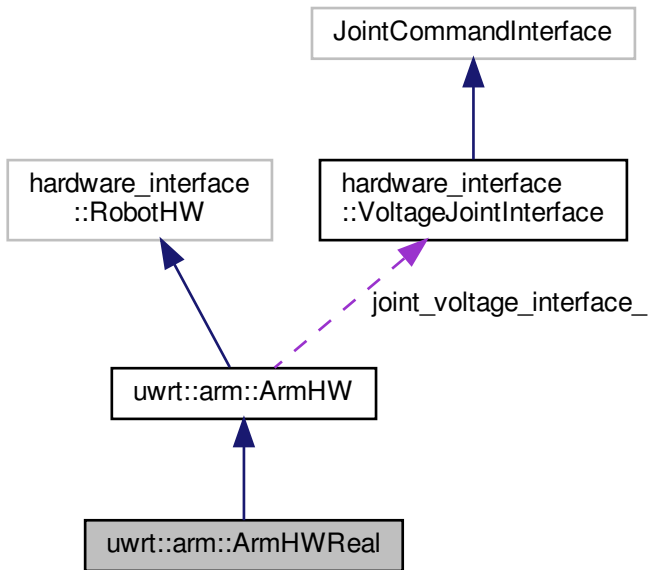 JointCommandInterface
hardware_interface
::RobotHW
hardware_interface
::VoltageJointInterface
joint_voltage_interface_
uwrt::arm::ArmHW
uwrt::arm::ArmHWReal